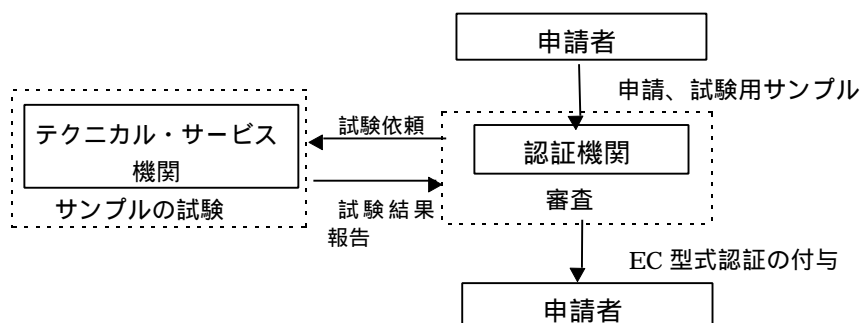 申請者
申請、試験用サンプル
テクニカル・サービス
機関
サンプルの試験
試験依頼
試験結果
報告
認証機関
審査
EC 型式認証の付与
申請者